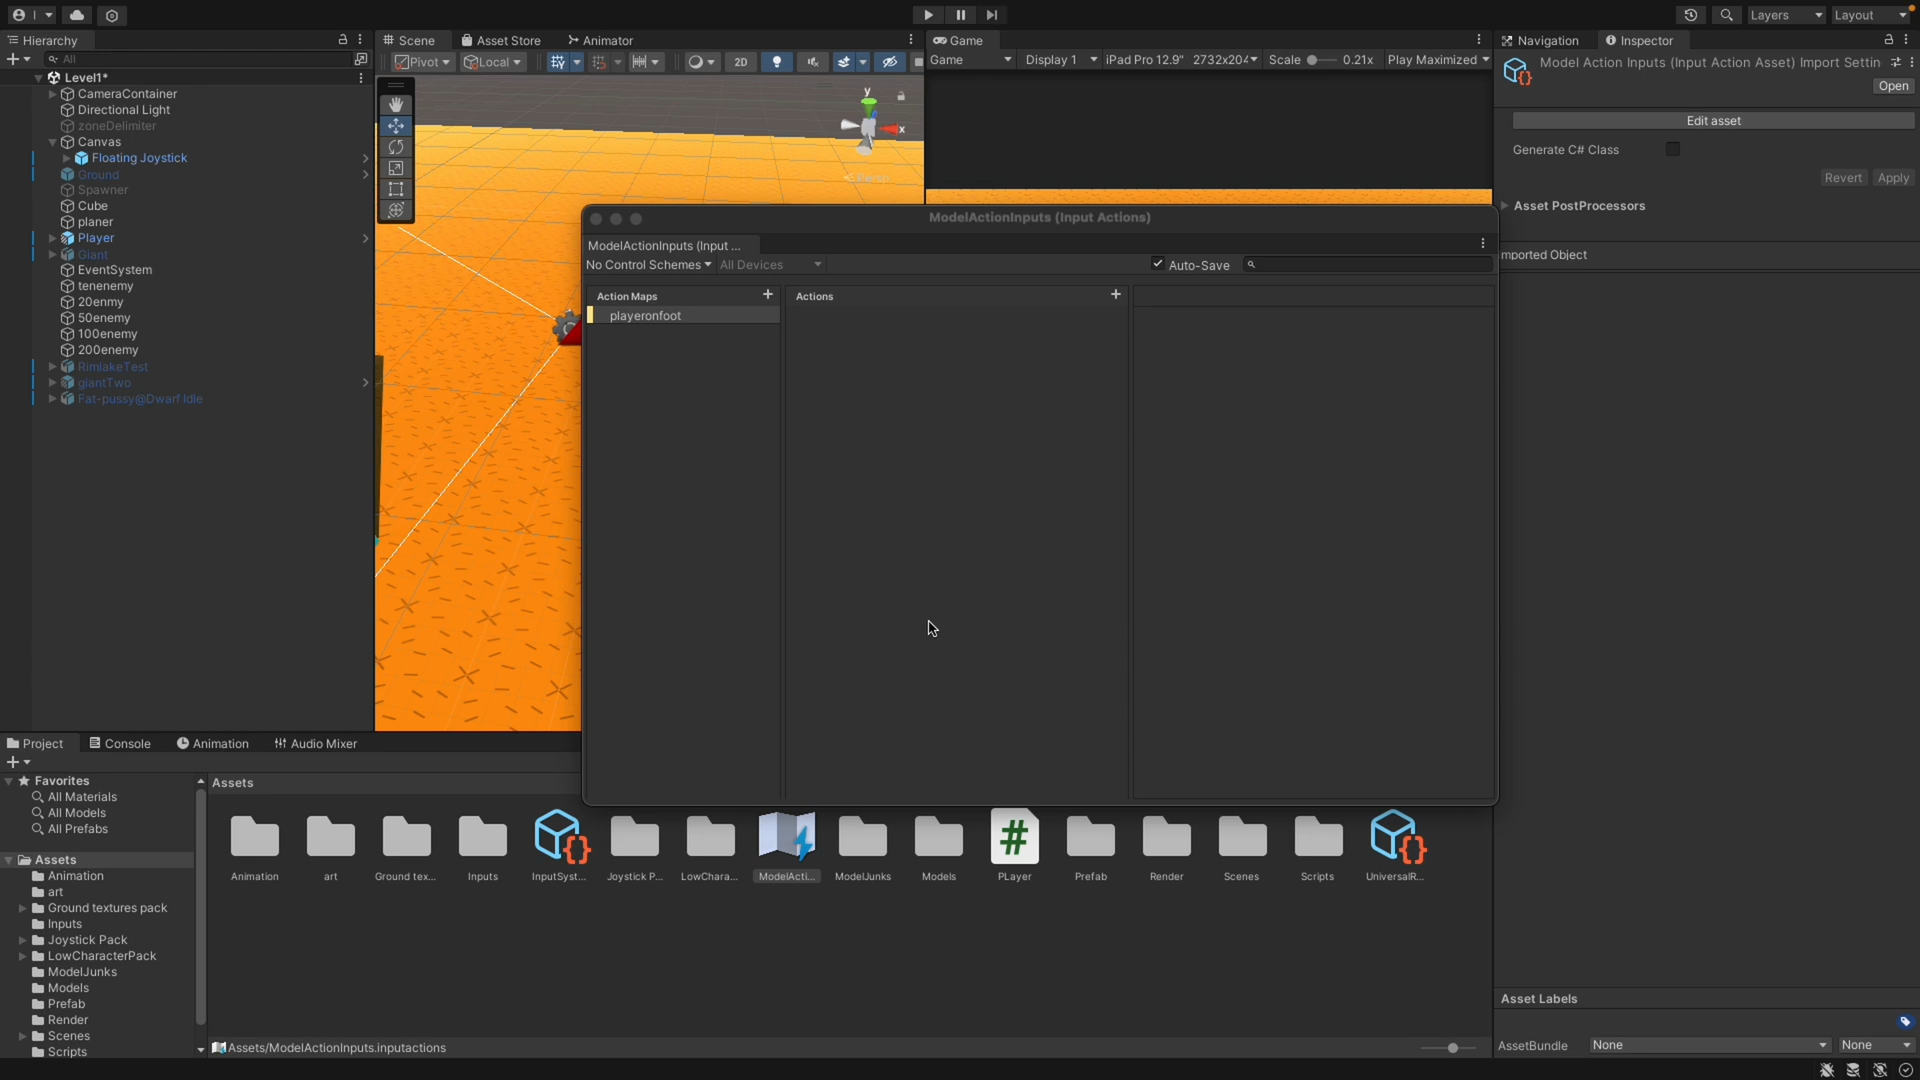 I
Layers
Layout
Hierarchy
Scene
Asset Store
Animator
Game
Navigation
Inspector
All
Pivot
Local
2D
Game
Display 1
iPad Pro 12.9" 2732x204
Scale
0.21x
Play Maximized
Model Action Inputs (Input Action Asset) Import Settin
Open
Level1*
CameraContainer
Directional Light
zoneDelimiter
Canvas
Floating Joystick
Ground
Spawner
Cube
planer
Player
Giant
EventSystem
tenenemy
20enmy
50enemy
100enemy
200enemy
RimlakeTest
giantTwo
Fat-pussy@Dwarf Idle
y
x
Persp
Edit asset
Generate C# Class
Revert
Apply
Asset PostProcessors
mported Object
ModelActionInputs (Input Actions)
ModelActionInputs (Input ...
No Control Schemes
All Devices
Auto-Save
Action Maps
Actions
playeronfoot
Project
Console
Animation
Audio Mixer
Favorites
All Materials
All Models
All Prefabs
Assets
Animation
art
Ground textures pack
Inputs
Joystick Pack
LowCharacterPack
ModelJunks
Models
Prefab
Render
Scenes
Scripts
Assets
Animation
art
Ground tex...
Inputs
InputSyst...
Joystick P...
LowChara...
ModelActi...
ModelJunks
Models
PLayer
Prefab
Render
Scenes
Scripts
UniversalR...
Assets/ModelActionInputs.inputactions
Asset Labels
AssetBundle
None
None